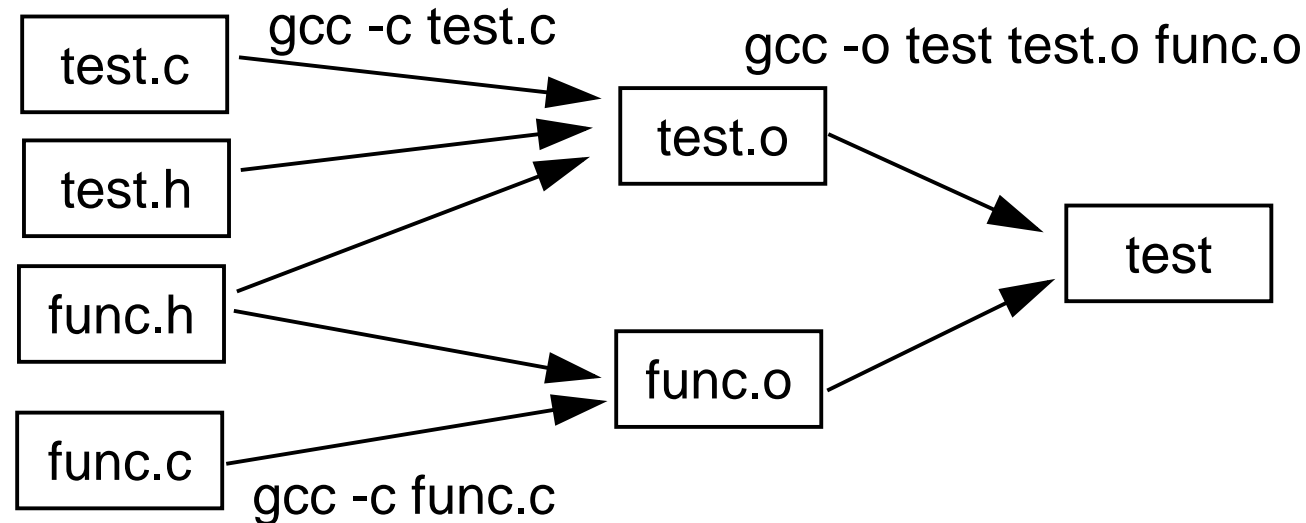 gcc -c test.c
gcc -o test test.o func.o
test.c
test.o
test.h
test
func.h
func.o
func.c
gcc -c func.c